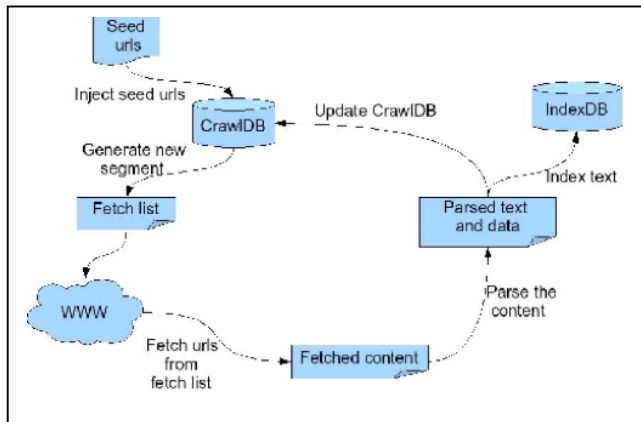 Seed
urls
Inject seed urls
CrawlDB
Update CrawlDB
IndexDB
Generate new
segment
Index text
Fetch list
Parsed text
and data
WWW
Parse the
content
Fetch urls
from
fetch list
Fetched content